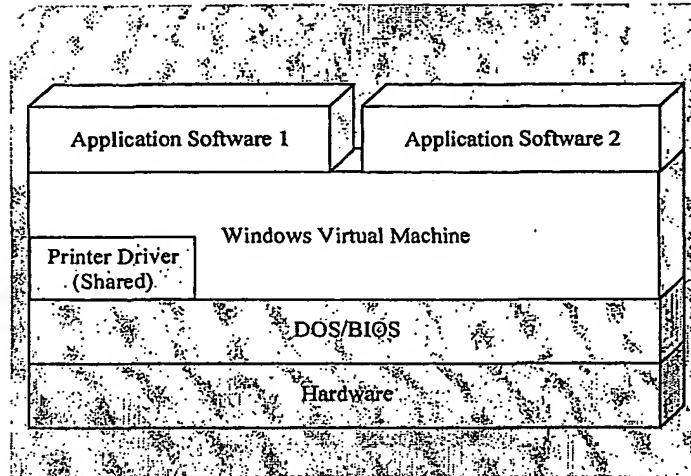 Application Software 1
Application Software 2
Windows Virtual Machine
Printer Driver
(Shared)
DOS/BIOS
Hardware